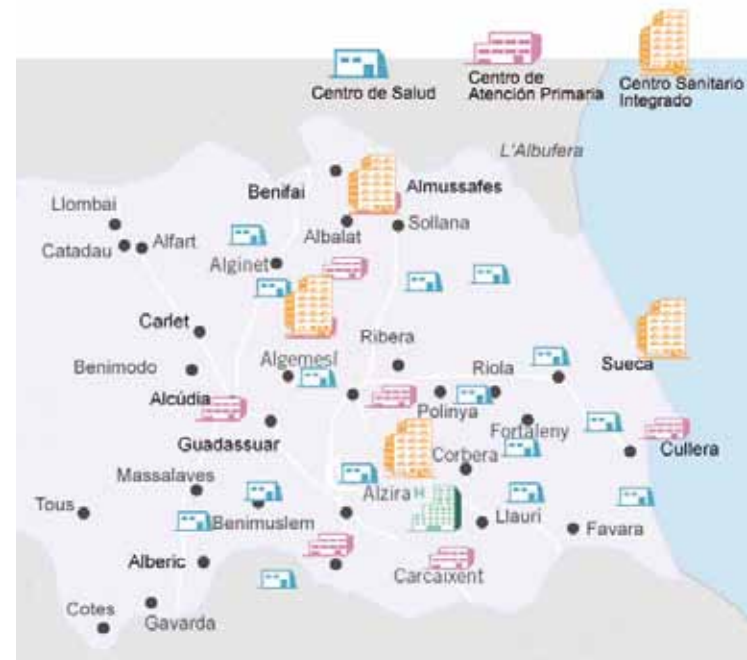 Centro de Salud
Centro de
Atención Primaria
Centro Sanitario
Integrado
L'Albufera
Benifai
Almussafes
Llombai
Albalat
Sollana
Catadau
Alfart
Alginet
Carlet
Ribera
Benimodo
Algemesí
Riola
Sueca
Alcúdia
Polinya
Guadassuar
Fortaleny
Cullera
Corbera
Massalaves
Alzira
H
Tous
Benimuslem
Llaurí
Favara
Alberic
Carcaixent
Cotes
Gavarda